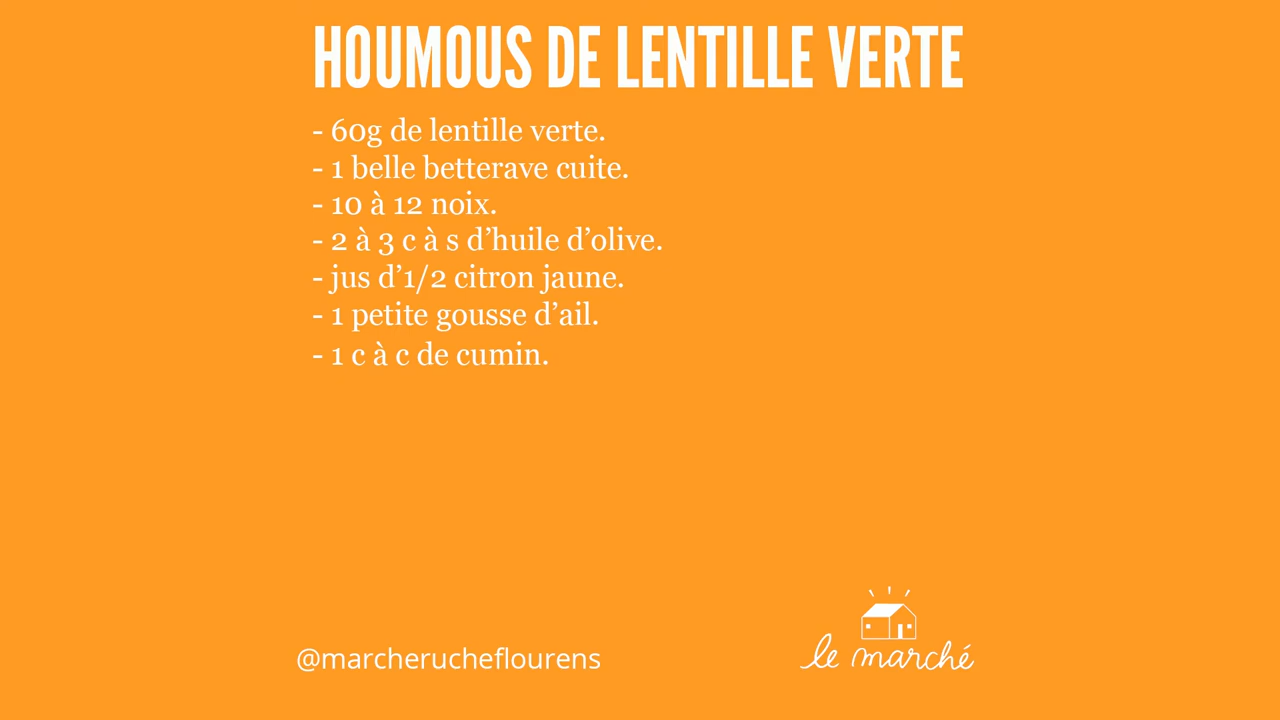 HOUMOUS DE LENTILLE VERTE
- 60g de lentille verte.
- 1 belle betterave cuite.
- 10 à 12 noix.
- 2 à 3 c à s d’huile d’olive.
- jus d’1/2 citron jaune.
- 1 petite gousse d’ail.
- 1 c à c de cumin.
@marcherucheflourens
le marché